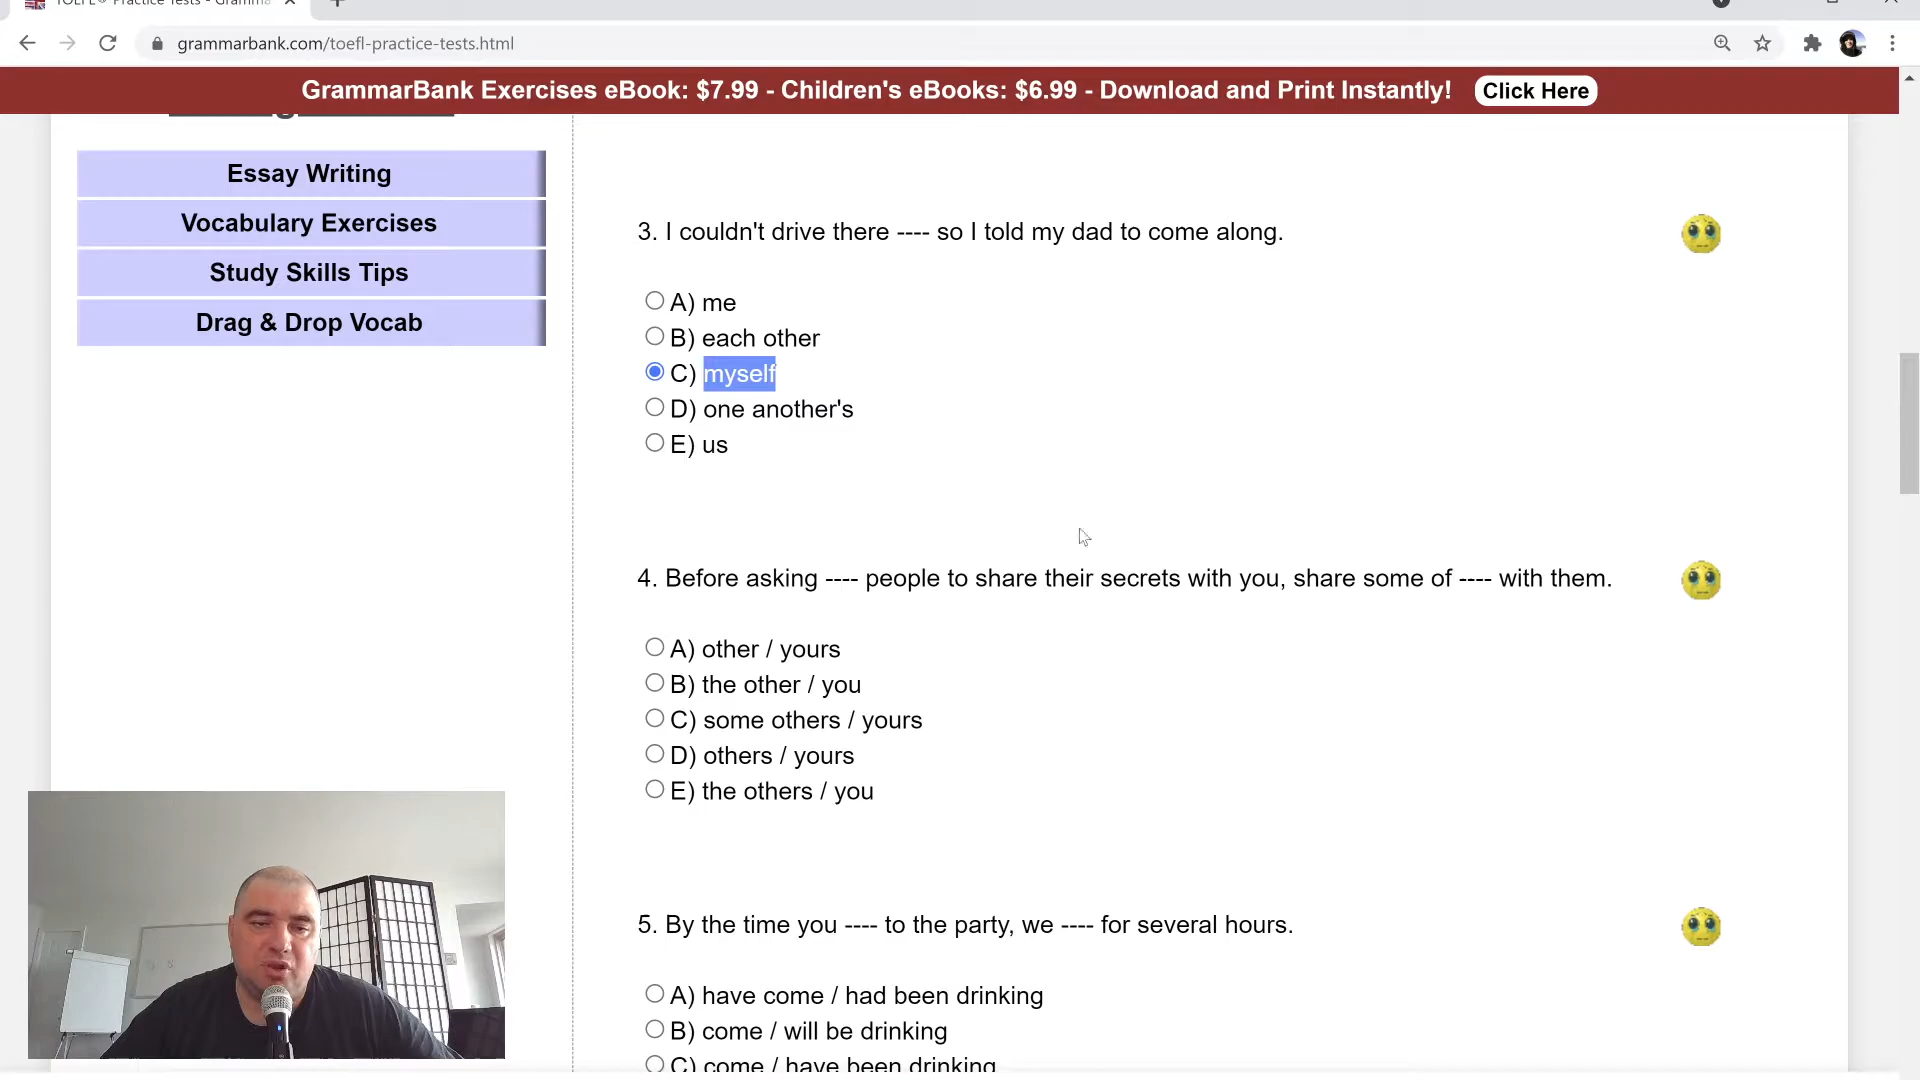 grammarbank.com/toefl-practice-tests.html
GrammarBank Exercises eBook: $7.99 - Children's eBooks: $6.99 - Download and Print Instantly! Click Here
Essay Writing
Vocabulary Exercises
Study Skills Tips
Drag & Drop Vocab
3. I couldn't drive there ---- so I told my dad to come along.
A) me
B) each other
C) myself
D) one another's
E) us
4. Before asking ---- people to share their secrets with you, share some of ---- with them.
A) other / yours
B) the other / you
C) some others / yours
D) others / yours
E) the others / you
5. By the time you ---- to the party, we ---- for several hours.
A) have come / had been drinking
B) come / will be drinking
C) come / have been drinking